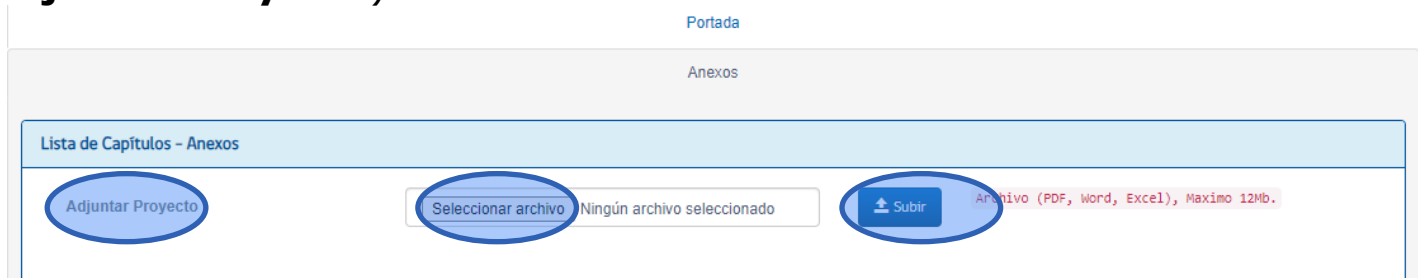 Portada
Anexos
Lista de Capítulos - Anexos
Adjuntar Proyecto
Seleccionar archivo Ningún archivo seleccionado
Subir
Archivo (PDF, Word, Excel), Maximo 12Mb.